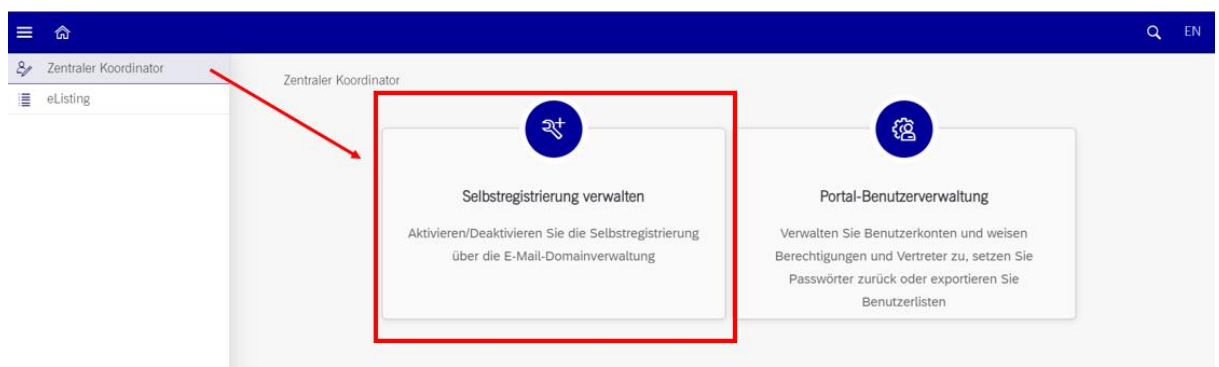 EN
Zentraler Koordinator
eListing
Zentraler Koordinator
Selbstregistrierung verwalten
Aktivieren/Deaktivieren Sie die Selbstregistrierung
über die E-Mail-Domainverwaltung
Portal-Benutzerverwaltung
Verwalten Sie Benutzerkonten und weisen
Berechtigungen und Vertreter zu, setzen Sie
Passwörter zurück oder exportieren Sie
Benutzerlisten